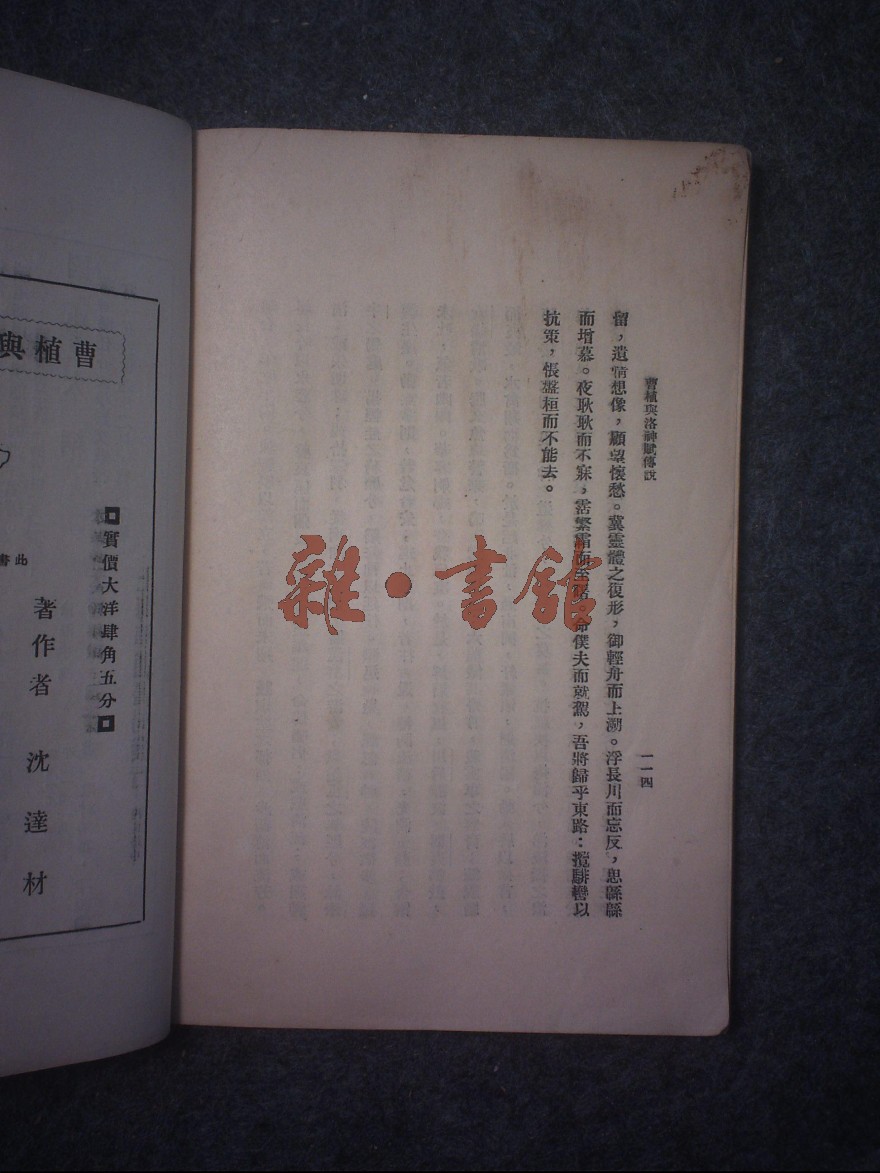 曹植與洛神賦傳說
一一四
留，遺情想像，顧望懷愁。冀靈體之復形，御輕舟而上溯。浮長川而忘反，思緜緜
而增慕。夜耿耿而不寐，霑繁霜而至曙。命僕夫而就駕，吾將歸乎東路：攬騑轡以
抗策，悵盤桓而不能去。
雜·書館
曹植與
此書
實價大洋肆角五分
著作者 沈達材